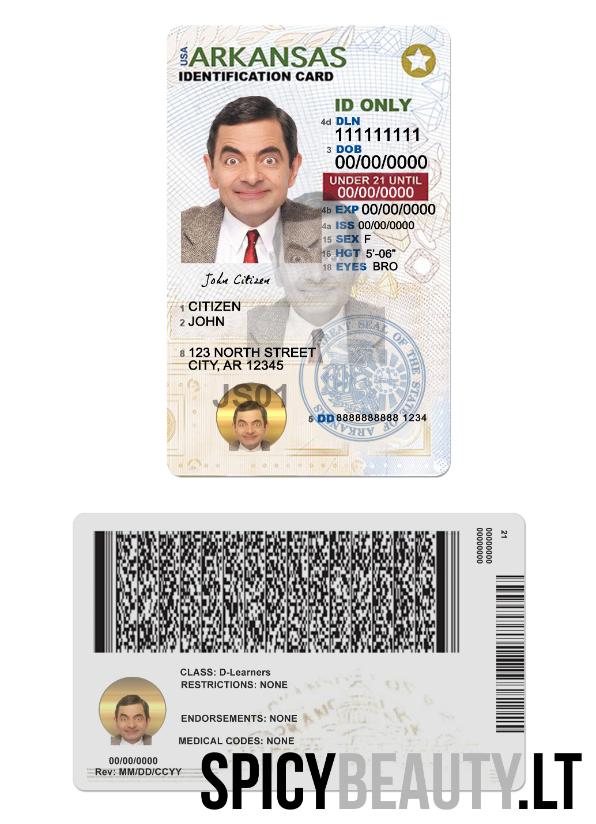 USA
ARKANSAS
IDENTIFICATION CARD
ID ONLY
4d DLN
111111111
3 DOB
00/00/0000
UNDER 21 UNTIL
00/00/0000
4b EXP 00/00/0000
4a ISS 00/00/0000
15 SEX F
16 HGT 5'-06"
18 EYES BRO
John Citizen
1 CITIZEN
2 JOHN
8 123 NORTH STREET
CITY, AR 12345
JS01
GREAT SEAL OF THE STATE OF ARKANSAS
5 DD 8888888888 1234
21
00000000
00000000
CLASS: D-Learners
RESTRICTIONS: NONE
ENDORSEMENTS: NONE
MEDICAL CODES: NONE
00/00/0000
Rev: MM/DD/CCYY
SPICYBEAUTY.LT